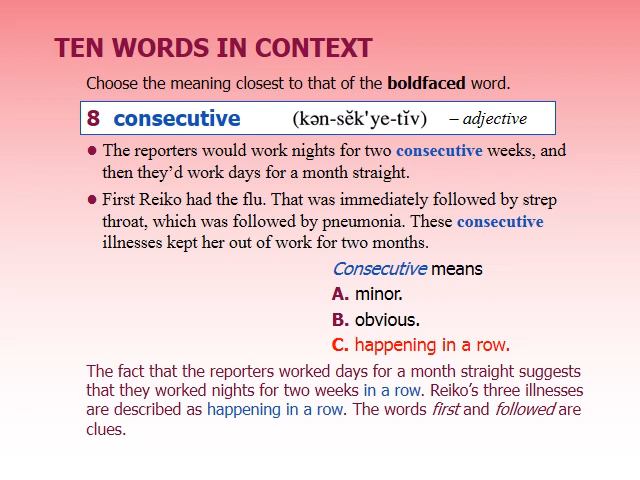 TEN WORDS IN CONTEXT
Choose the meaning closest to that of the boldfaced word.
8 consecutive (kən-sĕk'ye-tĭv) – adjective
• The reporters would work nights for two consecutive weeks, and
then they’d work days for a month straight.
• First Reiko had the flu. That was immediately followed by strep
throat, which was followed by pneumonia. These consecutive
illnesses kept her out of work for two months.
Consecutive means
A. minor.
B. obvious.
C. happening in a row.
The fact that the reporters worked days for a month straight suggests
that they worked nights for two weeks in a row. Reiko’s three illnesses
are described as happening in a row. The words first and followed are
clues.